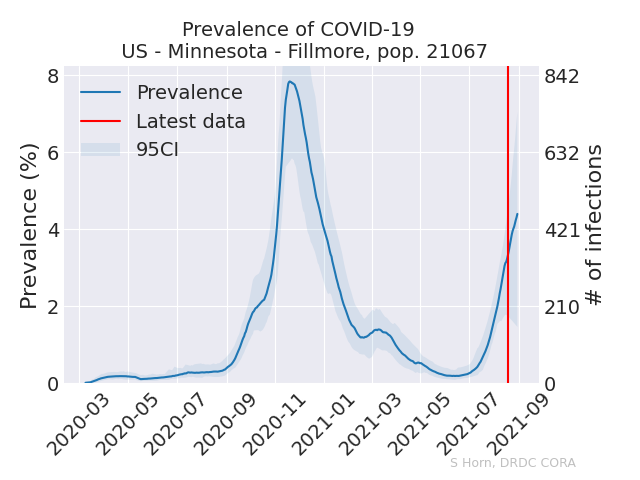 Prevalence of COVID-19
US - Minnesota - Fillmore, pop. 21067
Prevalence
Latest data
95CI
Prevalence (%)
8
6
4
2
0
842
632
421
210
0
# of infections
2020-03
2020-05
2020-07
2020-09
2020-11
2021-01
2021-03
2021-05
2021-07
2021-09
S Horn, DRDC CORA